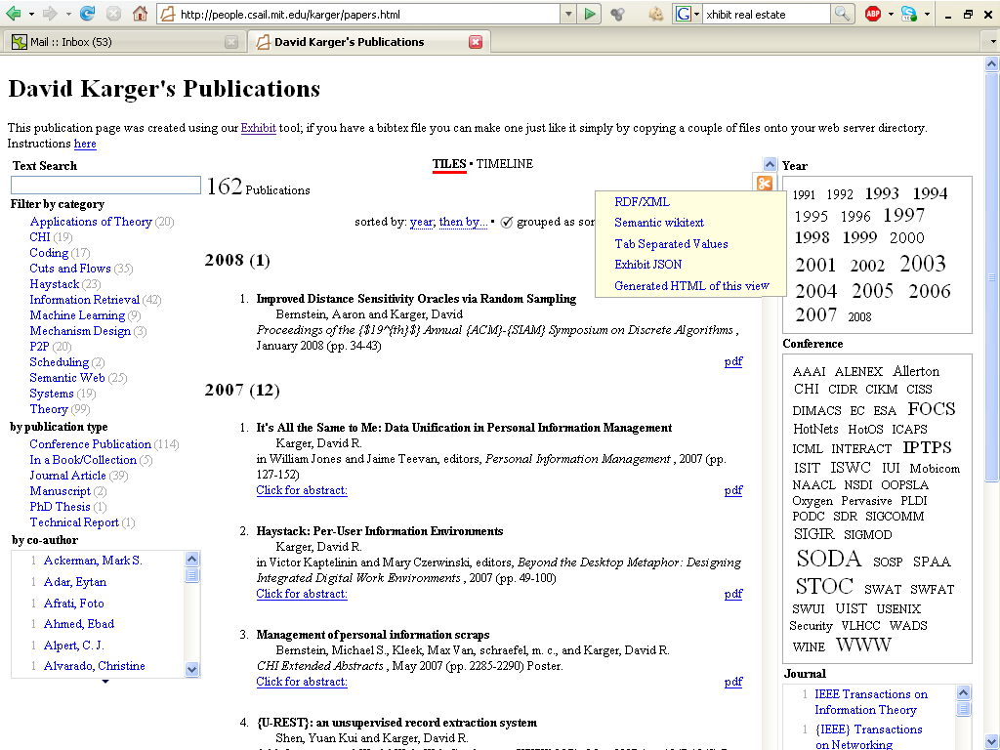 http://people.csail.mit.edu/karger/papers.html
G
xhibit real estate
ABP
Mail :: Inbox (53)
David Karger's Publications
David Karger's Publications
This publication page was created using our Exhibit tool; if you have a bibtex file you can make one just like it simply by copying a couple of files onto your web server directory.
Instructions here
Text Search
162 Publications
Filter by category
Applications of Theory (20)
CHI (19)
Coding (17)
Cuts and Flows (35)
Haystack (23)
Information Retrieval (42)
Machine Learning (9)
Mechanism Design (3)
P2P (20)
Scheduling (2)
Semantic Web (25)
Systems (19)
Theory (99)
by publication type
Conference Publication (114)
In a Book/Collection (5)
Journal Article (39)
Manuscript (2)
PhD Thesis (1)
Technical Report (1)
by co-author
1 Ackerman, Mark S.
1 Adar, Eytan
1 Afrati, Foto
1 Ahmed, Ebad
1 Alpert, C. J.
1 Alvarado, Christine
TILES • TIMELINE
sorted by: year; then by... • grouped as sor
RDF/XML
Semantic wikitext
Tab Separated Values
Exhibit JSON
Generated HTML of this view
2008 (1)
1. Improved Distance Sensitivity Oracles via Random Sampling
Bernstein, Aaron and Karger, David
Proceedings of the {$19^{th}$} Annual {ACM}-{SIAM} Symposium on Discrete Algorithms ,
January 2008 (pp. 34-43)
pdf
2007 (12)
1. It's All the Same to Me: Data Unification in Personal Information Management
Karger, David R.
in William Jones and Jaime Teevan, editors, Personal Information Management , 2007 (pp.
127-152)
Click for abstract: pdf
2. Haystack: Per-User Information Environments
Karger, David R.
in Victor Kaptelinin and Mary Czerwinski, editors, Beyond the Desktop Metaphor: Designing
Integrated Digital Work Environments , 2007 (pp. 49-100)
Click for abstract: pdf
3. Management of personal information scraps
Bernstein, Michael S., Kleek, Max Van, schraefel, m. c., and Karger, David R.
CHI Extended Abstracts , May 2007 (pp. 2285-2290) Poster.
Click for abstract: pdf
4. {U-REST}: an unsupervised record extraction system
Shen, Yuan Kui and Karger, David R.
Year
1991 1992 1993 1994
1995 1996 1997
1998 1999 2000
2001 2002 2003
2004 2005 2006
2007 2008
Conference
AAAI ALENEX Allerton
CHI CIDR CIKM CISS
DIMACS EC ESA FOCS
HotNets HotOS ICAPS
ICML INTERACT IPTPS
ISIT ISWC IUI Mobicom
NAACL NSDI OOPSLA
Oxygen Pervasive PLDI
PODC SDR SIGCOMM
SIGIR SIGMOD
SODA SOSP SPAA
STOC SWAT SWFAT
SWUI UIST USENIX
Security VLHCC WADS
WINE WWW
Journal
1 IEEE Transactions on
Information Theory
1 {IEEE} Transactions
on Networking